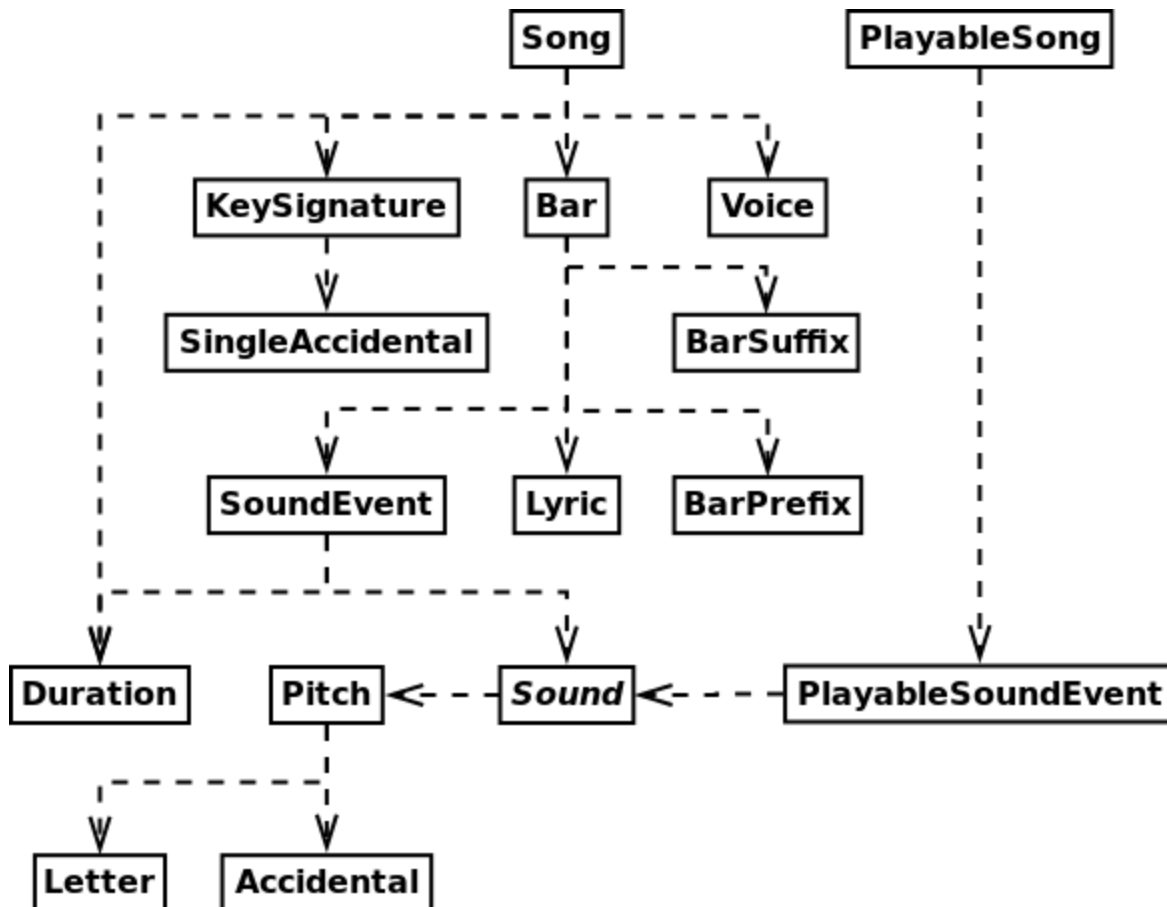 Song
PlayableSong
KeySignature
Bar
Voice
SingleAccidental
BarSuffix
SoundEvent
Lyric
BarPrefix
Duration
Pitch
Sound
PlayableSoundEvent
Letter
Accidental